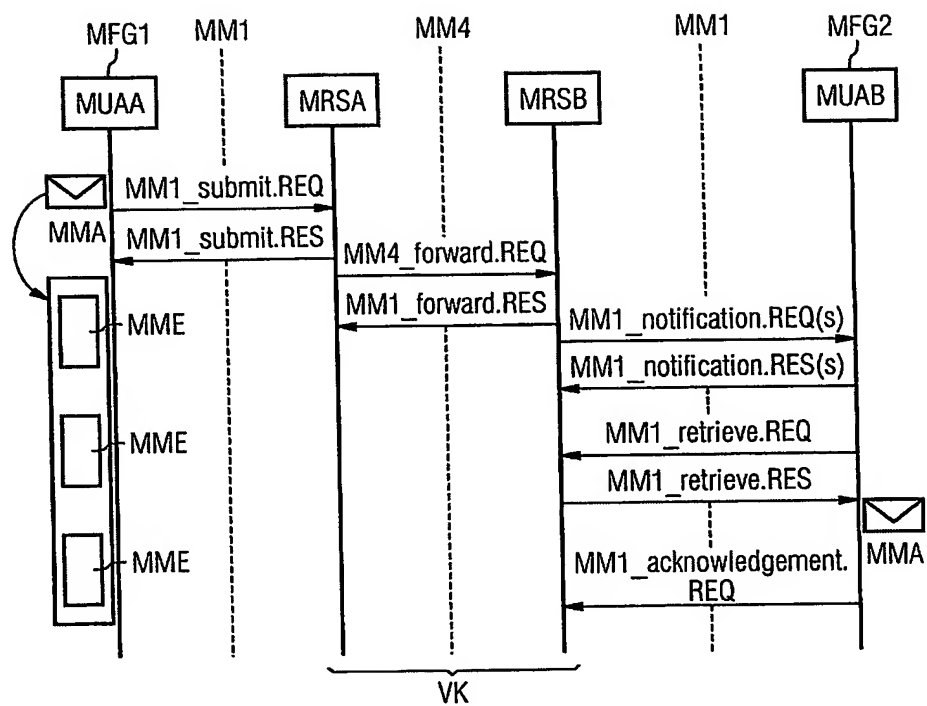 MFG1 MM1 MM4 MM1 MFG2
MUAA MRSA MRSB MUAB
MM1_submit.REQ
MMA
MM1_submit.RES
MM4_forward.REQ
MM1_forward.RES
MME
MM1_notification.REQ(s)
MM1_notification.RES(s)
MME
MM1_retrieve.REQ
MM1_retrieve.RES
MME
MMA
MM1_acknowledgement.
REQ
VK